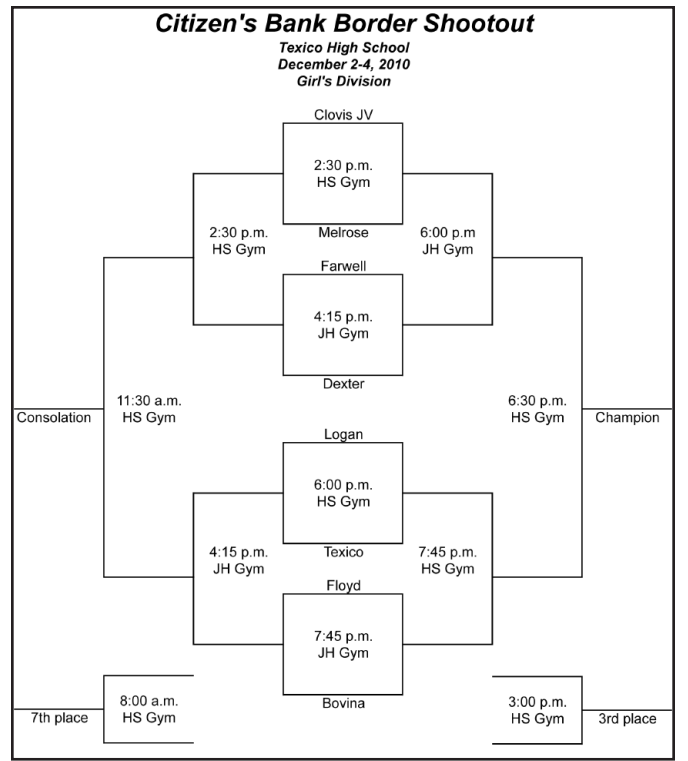 Citizen's Bank Border Shootout
Texico High School
December 2-4, 2010
Girl's Division
Clovis JV
2:30 p.m.
HS Gym
Melrose
2:30 p.m.
HS Gym
6:00 p.m
JH Gym
Farwell
4:15 p.m.
JH Gym
Dexter
11:30 a.m.
HS Gym
Consolation
6:30 p.m.
HS Gym
Champion
Logan
6:00 p.m.
HS Gym
Texico
4:15 p.m.
JH Gym
7:45 p.m.
HS Gym
Floyd
7:45 p.m.
JH Gym
Bovina
8:00 a.m.
HS Gym
7th place
3:00 p.m.
HS Gym
3rd place